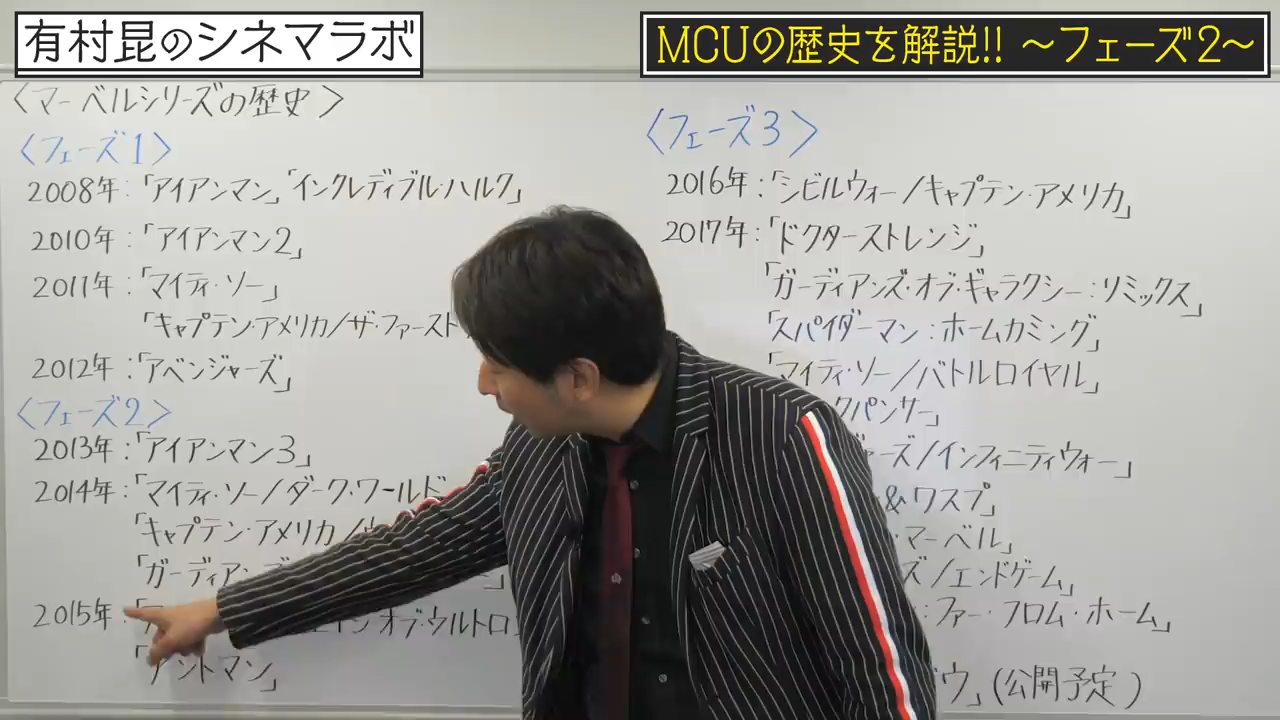 有村昆のシネマラボ
MCUの歴史を解説!! ～フェーズ2～
〈マーベルシリーズの歴史〉
〈フェーズ1〉
2008年:「アイアンマン」「インクレディブル・ハルク」
2010年:「アイアンマン2」
2011年:「マイティ・ソー」
「キャプテン・アメリカ/ザ・ファースト
2012年:「アベンジャーズ」
〈フェーズ2〉
2013年:「アイアンマン3」
2014年:「マイティ・ソー/ダーク・ワールド
「キャプテン・アメリカ/
「ガーディアン
2015年:「
オブ・ウルトロ
「アントマン」
〈フェーズ3〉
2016年:「シビルウォー/キャプテン・アメリカ」
2017年:「ドクターストレンジ」
「ガーディアンズ・オブ・ギャラクシー:リミックス」
「スパイダーマン:ホームカミング」
「マイティ・ソー/バトルロイヤル」
クパンサー」
ャーズ/インフィニティウォー」
&ワスプ」
・マーベル」
ズ/エンドゲーム」
:ファー・フロム・ホーム」
ウ」(公開予定)